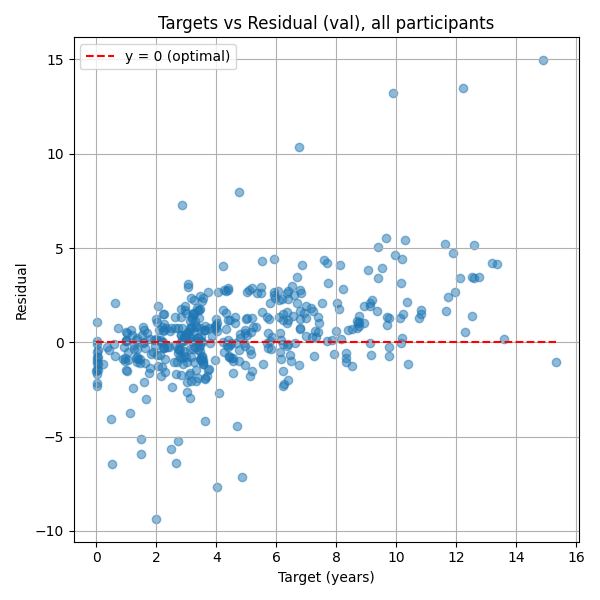 Targets vs Residual (val), all participants
y = 0 (optimal)
15
10
5
0
−5
−10
Residual
0 2 4 6 8 10 12 14 16
Target (years)